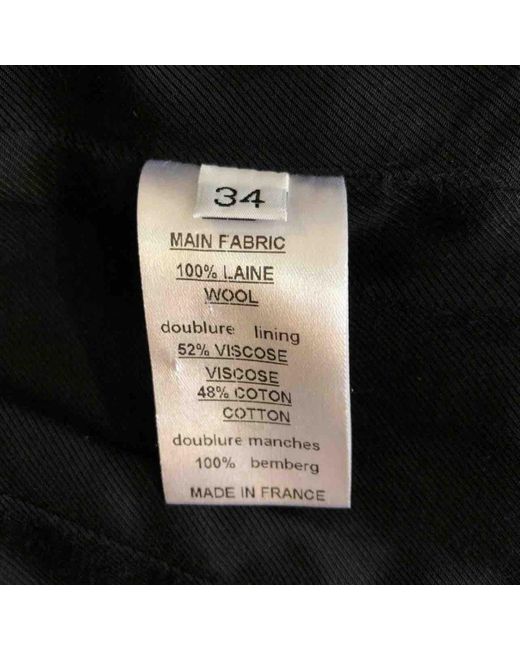 34
MAIN FABRIC
100% LAINE
WOOL
doublure lining
52% VISCOSE
VISCOSE
48% COTON
COTTON
doublure manches
100% bemberg
MADE IN FRANCE